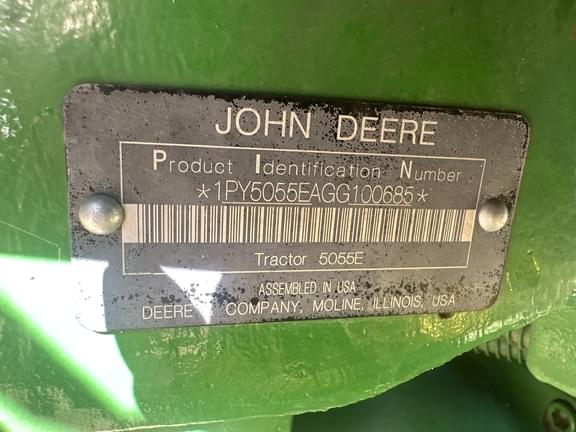 JOHN DEERE
Product Identification Number
*1PY5055EAGG100685*
Tractor 5055E
ASSEMBLED IN USA
DEERE COMPANY, MOLINE, ILLINOIS, USA